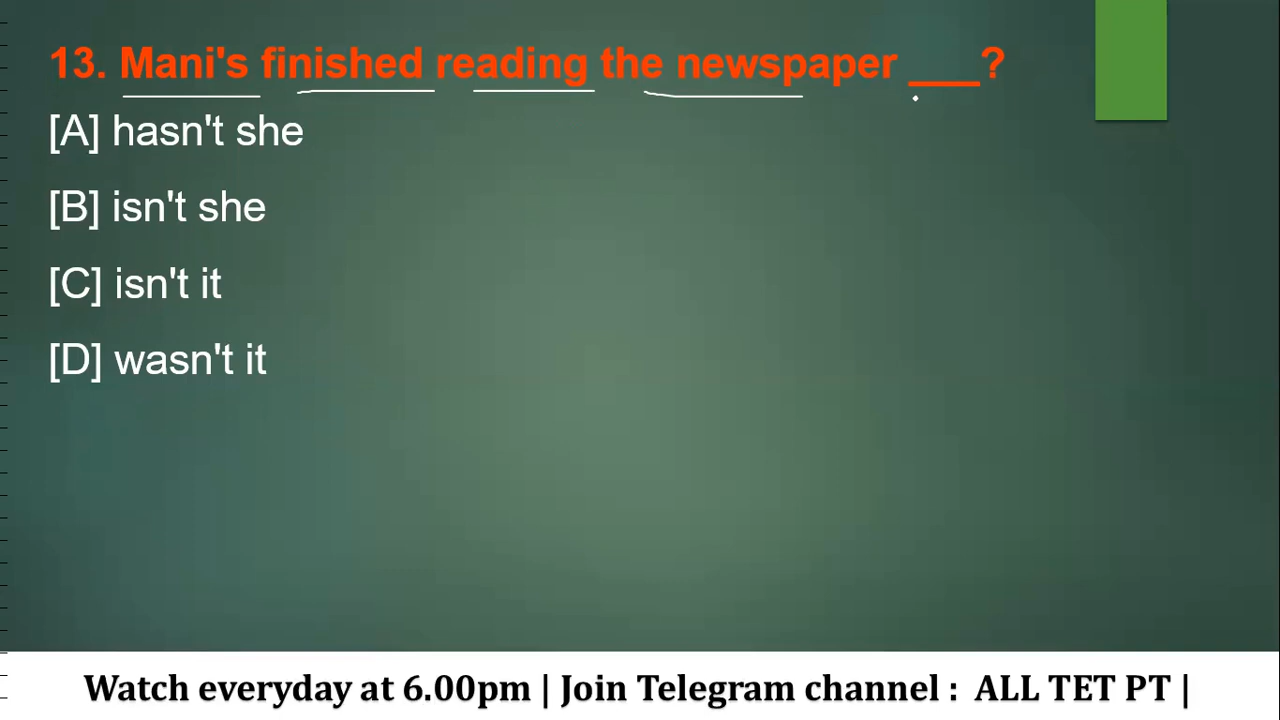 13. Mani's finished reading the newspaper ___?
[A] hasn't she
[B] isn't she
[C] isn't it
[D] wasn't it
Watch everyday at 6.00pm | Join Telegram channel : ALL TET PT |